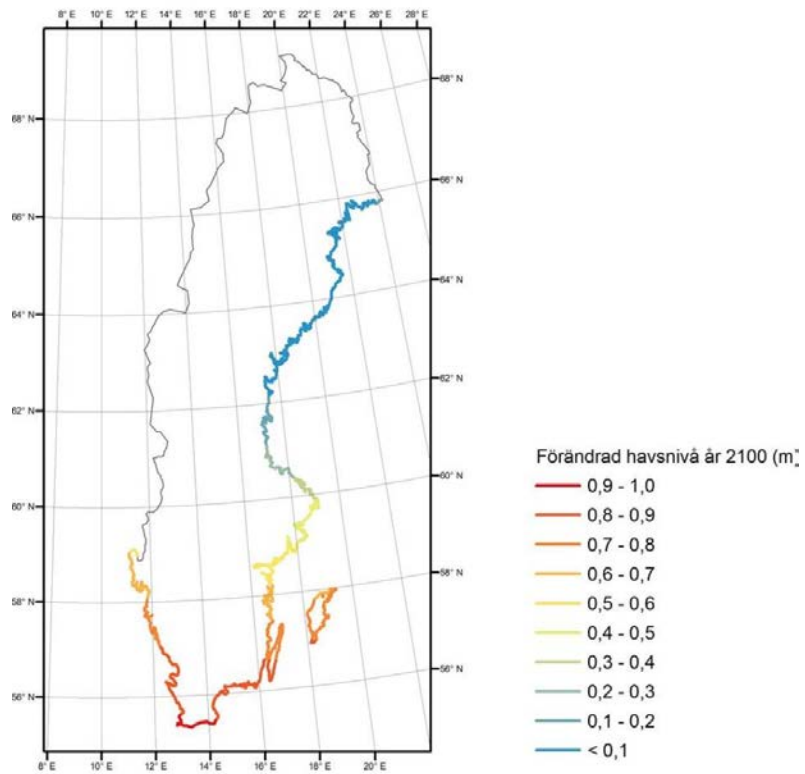 8° E 10° E 12° E 14° E 16° E 18° E 20° E 22° E 24° E 26° E 28° E
68° N
68° N
66° N
66° N
64° N
64° N
62° N
62° N
60° N
60° N
58° N
58° N
56° N
56° N
8° E 10° E 12° E 14° E 16° E 18° E 20° E
Förändrad havsnivå år 2100 (m)
0,9 - 1,0
0,8 - 0,9
0,7 - 0,8
0,6 - 0,7
0,5 - 0,6
0,4 - 0,5
0,3 - 0,4
0,2 - 0,3
0,1 - 0,2
< 0,1